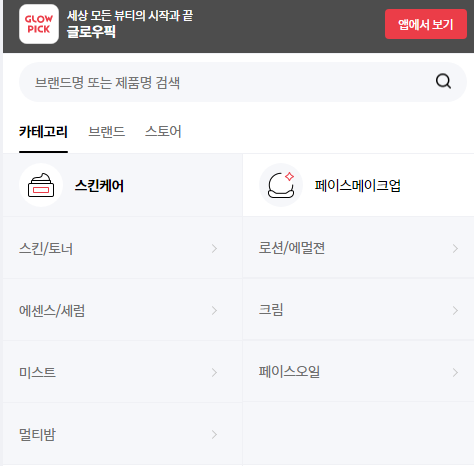 GLOW
PICK
세상 모든 뷰티의 시작과 끝
글로우픽
앱에서 보기
브랜드명 또는 제품명 검색
카테고리 브랜드 스토어
스킨케어 페이스메이크업
스킨/토너 로션/에멀젼
에센스/세럼 크림
미스트 페이스오일
멀티밤